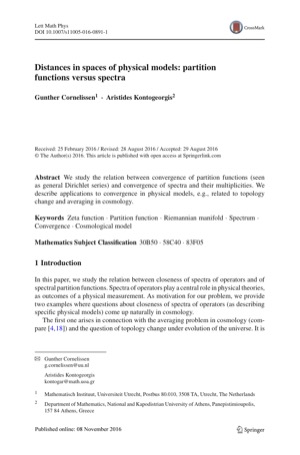 Lett Math Phys
DOI 10.1007/s11005-016-0891-1
CrossMark
Distances in spaces of physical models: partition
functions versus spectra
Gunther Cornelissen1 · Aristides Kontogeorgis2
Received: 25 February 2016 / Revised: 28 August 2016 / Accepted: 29 August 2016
© The Author(s) 2016. This article is published with open access at Springerlink.com
Abstract We study the relation between convergence of partition functions (seen
as general Dirichlet series) and convergence of spectra and their multiplicities. We
describe applications to convergence in physical models, e.g., related to topology
change and averaging in cosmology.
Keywords Zeta function · Partition function · Riemannian manifold · Spectrum ·
Convergence · Cosmological model
Mathematics Subject Classification 30B50 · 58C40 · 83F05
1 Introduction
In this paper, we study the relation between closeness of spectra of operators and of
spectral partition functions. Spectra of operators play a central role in physical theories,
as outcomes of a physical measurement. As motivation for our problem, we provide
two examples where questions about closeness of spectra of operators (as describing
specific physical models) come up naturally in cosmology.
The first one arises in connection with the averaging problem in cosmology (com-
pare [4,18]) and the question of topology change under evolution of the universe. It is
✉ Gunther Cornelissen
g.cornelissen@uu.nl
Aristides Kontogeorgis
kontogar@math.uoa.gr
1 Mathematisch Instituut, Universiteit Utrecht, Postbus 80.010, 3508 TA, Utrecht, The Netherlands
2 Department of Mathematics, National and Kapodistrian University of Athens, Panepistimioupolis,
157 84 Athens, Greece
Published online: 08 November 2016
Springer